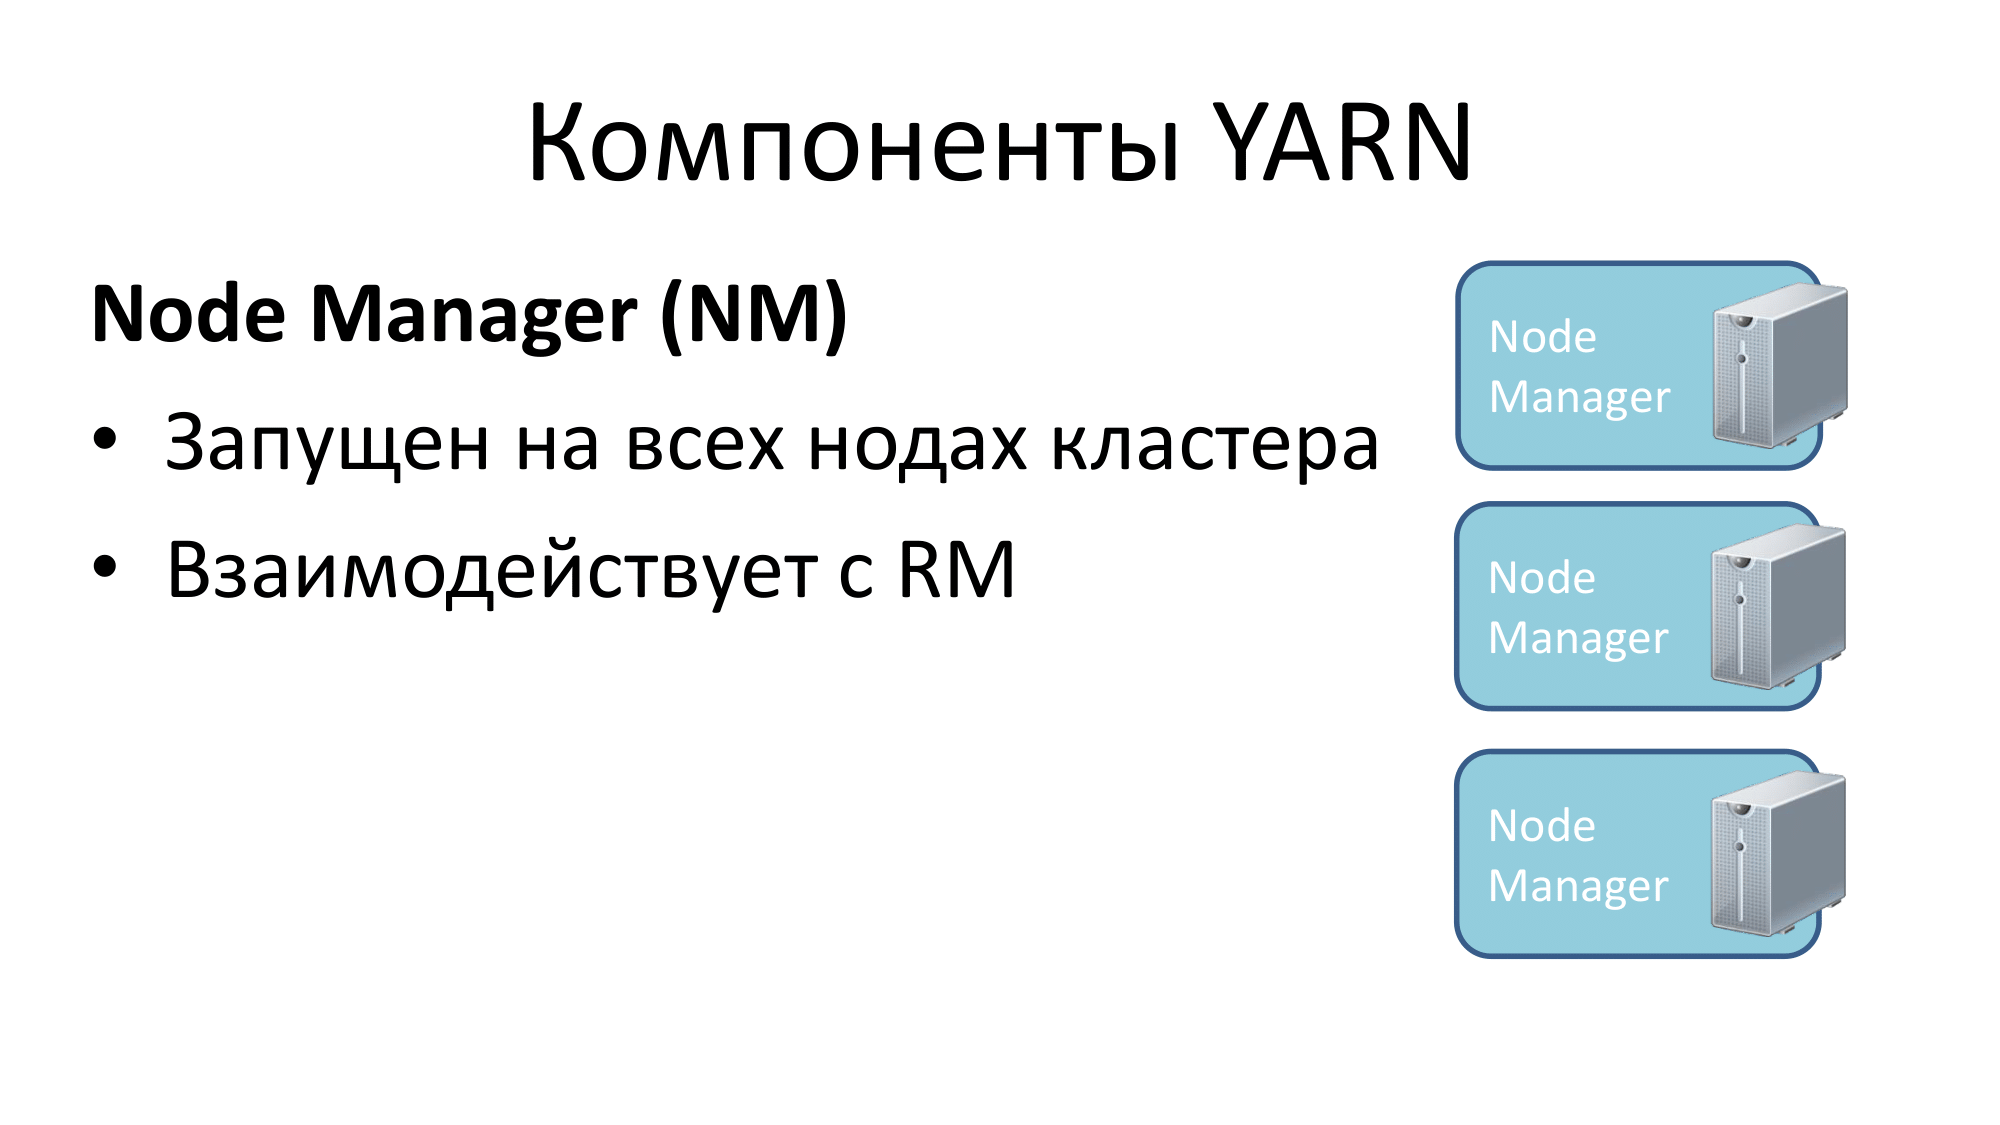 Компоненты YARN
Node Manager (NM)
• Запущен на всех нодах кластера
• Взаимодействует с RM
Node
Manager
Node
Manager
Node
Manager